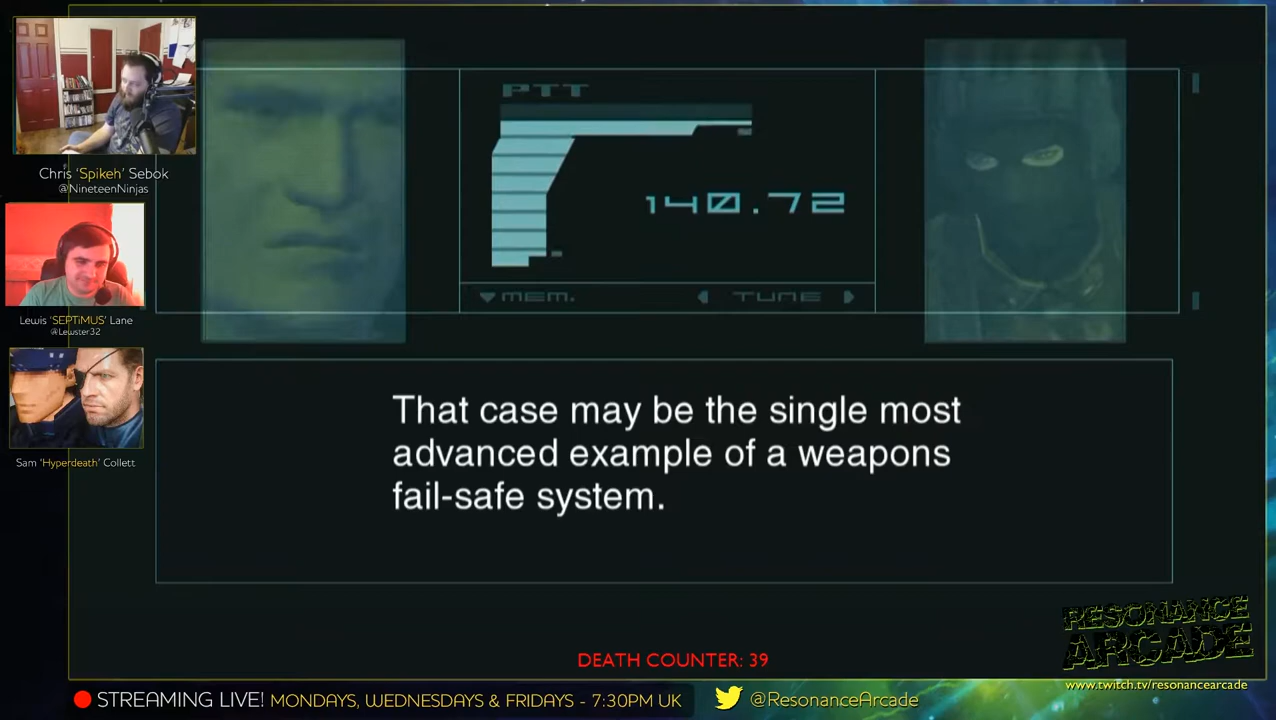 Chris 'Spikeh' Sebok
@NineteenNinjas
Lewis 'SEPTiMUS' Lane
@Lewster32
Sam 'Hyperdeath' Collett
PTT
140.72
MEM.
TUNE
That case may be the single most
advanced example of a weapons
fail-safe system.
DEATH COUNTER: 39
RESONANCE
ARCADE
www.twitch.tv/resonancearcade
STREAMING LIVE! MONDAYS, WEDNESDAYS & FRIDAYS - 7:30PM UK
@ResonanceArcade